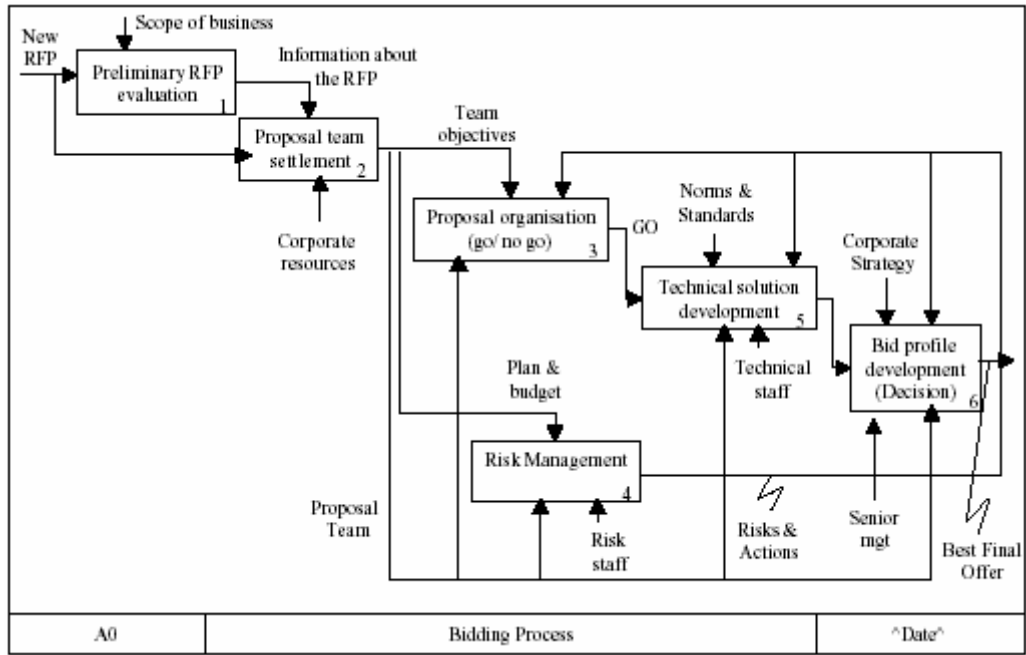 Scope of business
New
RFP
Preliminary RFP
evaluation
1
Information about
the RFP
Proposal team
settlement
2
Team
objectives
Corporate
resources
Proposal organisation
(go/ no go)
3
GO
Norms &
Standards
Corporate
Strategy
Technical solution
development
5
Technical
staff
Bid profile
development
(Decision)
6
Plan &
budget
Risk Management
4
Proposal
Team
Risk
staff
Risks &
Actions
Senior
mgt
Best Final
Offer
A0
Bidding Process
^Date^